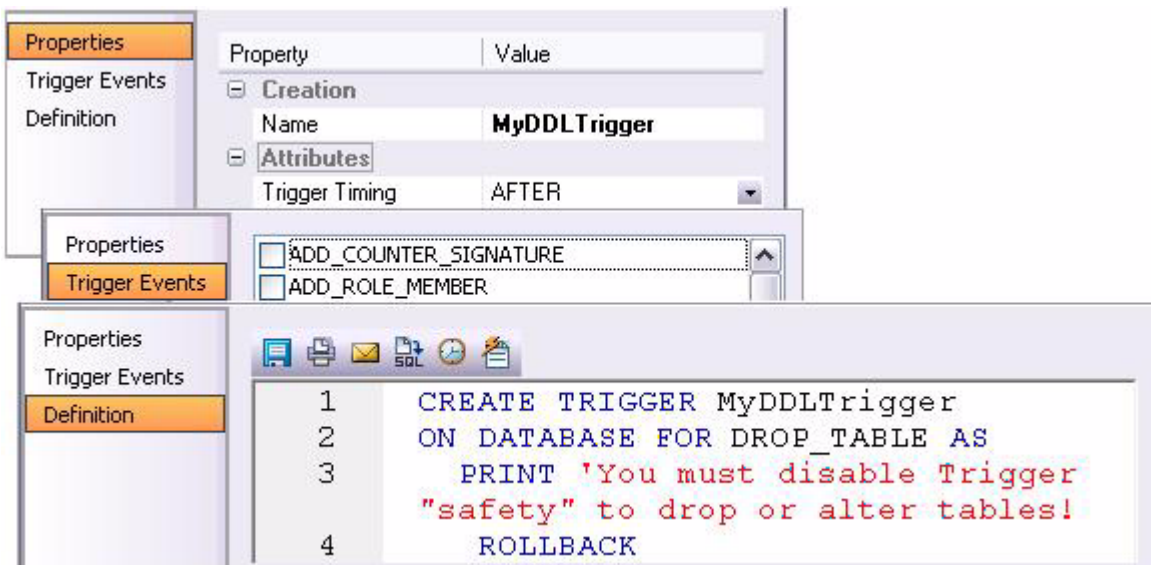 Properties
Trigger Events
Definition
Property Value
Creation
Name MyDDLTrigger
Attributes
Trigger Timing AFTER
Properties
Trigger Events
ADD_COUNTER_SIGNATURE
ADD_ROLE_MEMBER
Properties
Trigger Events
Definition
SQL
1 CREATE TRIGGER MyDDLTrigger
2 ON DATABASE FOR DROP_TABLE AS
3 PRINT 'You must disable Trigger
"safety" to drop or alter tables!
4 ROLLBACK